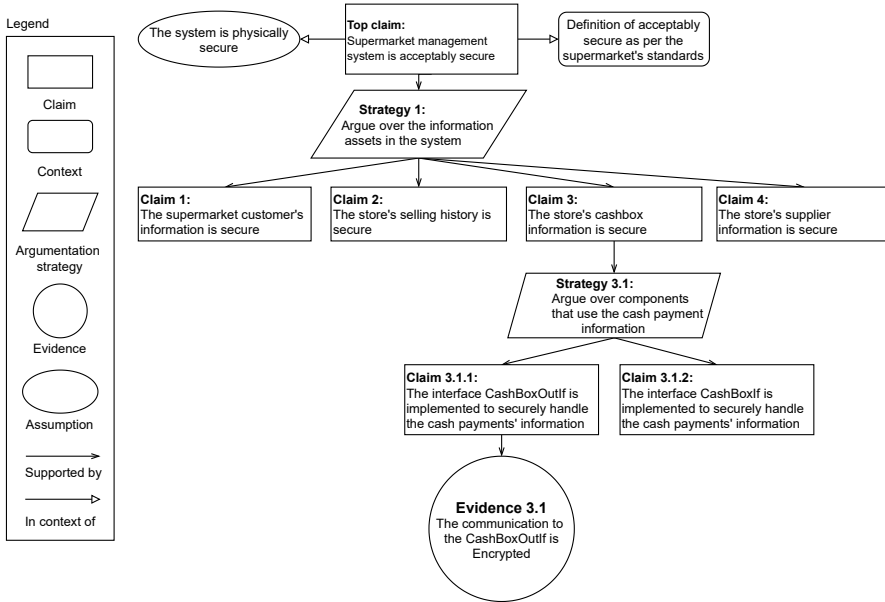 Legend
Claim
Context
Argumentation
strategy
Evidence
Assumption
Supported by
In context of
The system is physically
secure
Top claim:
Supermarket management
system is acceptably secure
Definition of acceptably
secure as per the
supermarket's standards
Strategy 1:
Argue over the information
assets in the system
Claim 1:
The supermarket customer's
information is secure
Claim 2:
The store's selling history is
secure
Claim 3:
The store's cashbox
information is secure
Claim 4:
The store's supplier
information is secure
Strategy 3.1:
Argue over components
that use the cash payment
information
Claim 3.1.1:
The interface CashBoxOutIf is
implemented to securely handle
the cash payments' information
Claim 3.1.2:
The interface CashBoxIf is
implemented to securely handle
the cash payments' information
Evidence 3.1
The communication to
the CashBoxOutIf is
Encrypted